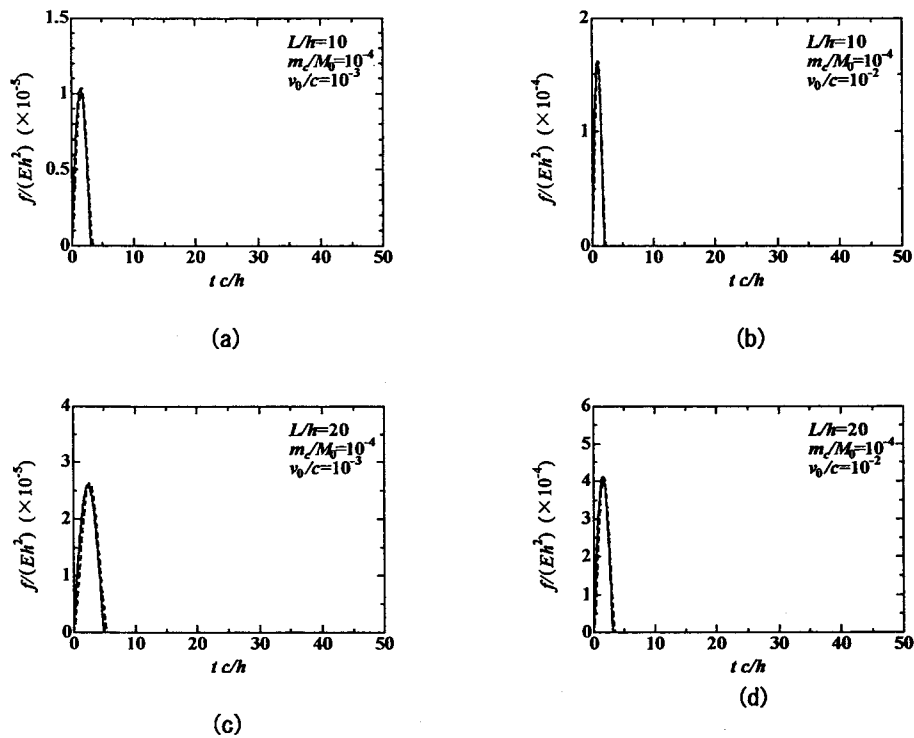 1.5
L/h=10
m_c/M_0=10^-4
v_0/c=10^-3
1
0.5
0
f/(Eh^2) (×10^-5)
0 10 20 30 40 50
t c/h
(a)
2
L/h=10
m_c/M_0=10^-4
v_0/c=10^-2
1
0
f/(Eh^2) (×10^-4)
0 10 20 30 40 50
t c/h
(b)
4
L/h=20
m_c/M_0=10^-4
v_0/c=10^-3
3
2
1
0
f/(Eh^2) (×10^-5)
0 10 20 30 40 50
t c/h
(c)
6
L/h=20
m_c/M_0=10^-4
v_0/c=10^-2
5
4
3
2
1
0
f/(Eh^2) (×10^-4)
0 10 20 30 40 50
t c/h
(d)